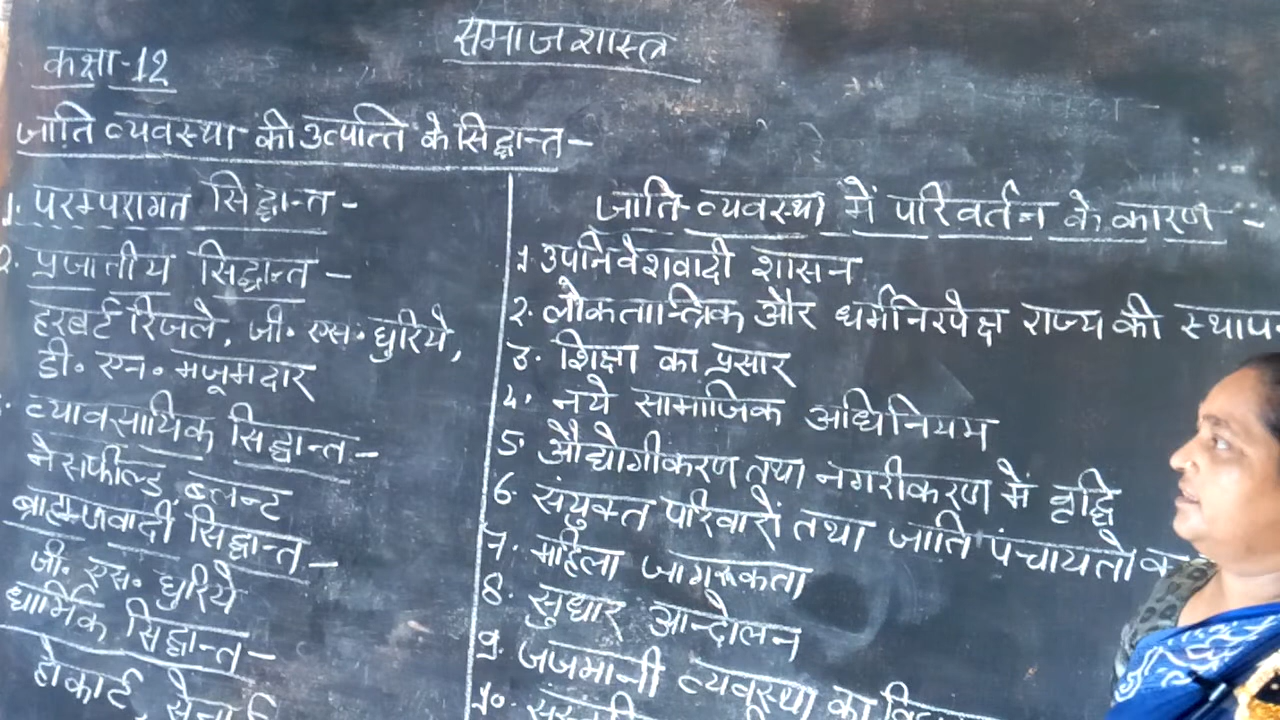 समाजशास्त्र
कक्षा-12
जाति व्यवस्था की उत्पत्ति के सिद्धान्त-
1. परम्परागत सिद्धान्त-
2. प्रजातीय सिद्धान्त-
हरबर्ट रिजले, जी. एस. घुरिये,
डी. एन. मजूमदार
व्यावसायिक सिद्धान्त-
नेसफील्ड, ब्लन्ट
ब्राह्मणवादी सिद्धान्त-
जी. एस. घुरिये
धार्मिक सिद्धान्त-
होकार्ट,
जाति-व्यवस्था में परिवर्तन के कारण -
1. उपनिवेशवादी शासन
2. लोकतान्त्रिक और धर्मनिरपेक्ष राज्य की
3. शिक्षा का प्रसार
4. नये सामाजिक अधिनियम
5. औद्योगीकरण तथा नगरीकरण में वृद्धि
6. संयुक्त परिवारों तथा जाति पंचायतो
7. महिला जागरूकता
8. सुधार आन्दोलन
9. जजमानी व्यवस्था का
10.